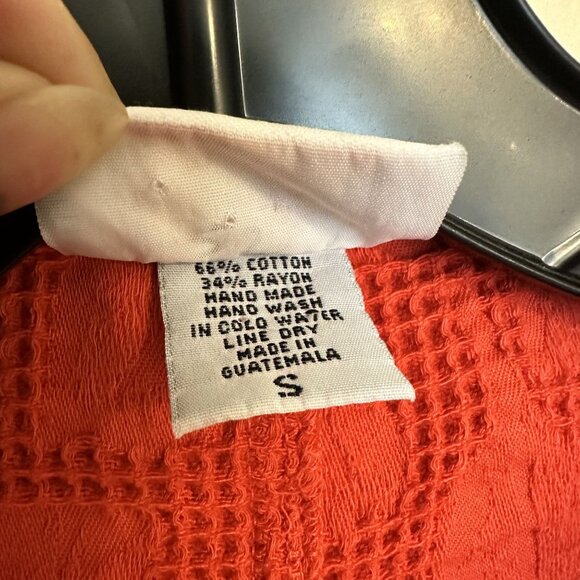 66% COTTON
34% RAYON
HAND MADE
HAND WASH
IN COLD WATER
LINE DRY
MADE IN
GUATEMALA
S